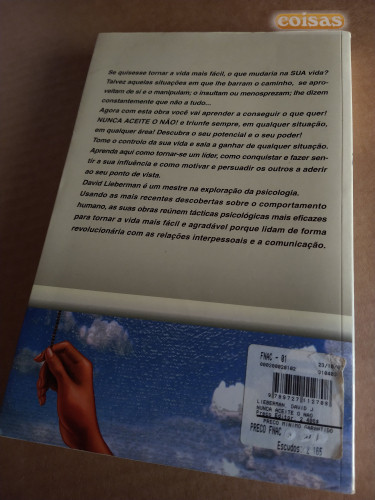 coisas
Se quisesse tornar a vida mais fácil, o que mudaria na SUA vida?
Talvez aquelas situações em que lhe barram o caminho, se apro-
veitam de si e o manipulam; o insultam ou menosprezam; lhe dizem
constantemente que não a tudo...
Agora com esta obra você vai aprender a conseguir o que quer!
NUNCA ACEITE O NÃO! e triunfe sempre, em qualquer situação,
em qualquer área! Descubra o seu potencial e o seu poder!
Tome o controlo da sua vida e saia a ganhar de qualquer situação.
Aprenda aqui como tornar-se um líder, como conquistar e fazer sen-
tir a sua influência e como motivar e persuadir os outros a aderir
ao seu ponto de vista.
David Lieberman é um mestre na exploração da psicologia.
Usando as mais recentes descobertas sobre o comportamento
humano, as suas obras reúnem tácticas psicológicas mais eficazes
para tornar a vida mais fácil e agradável porque lidam de forma
revolucionária com as relações interpessoais e a comunicação.
FNAC - 01
LIEBERMAN, DAVID J
NUNCA ACEITE O NAO
PRECO FNAC
Escudos